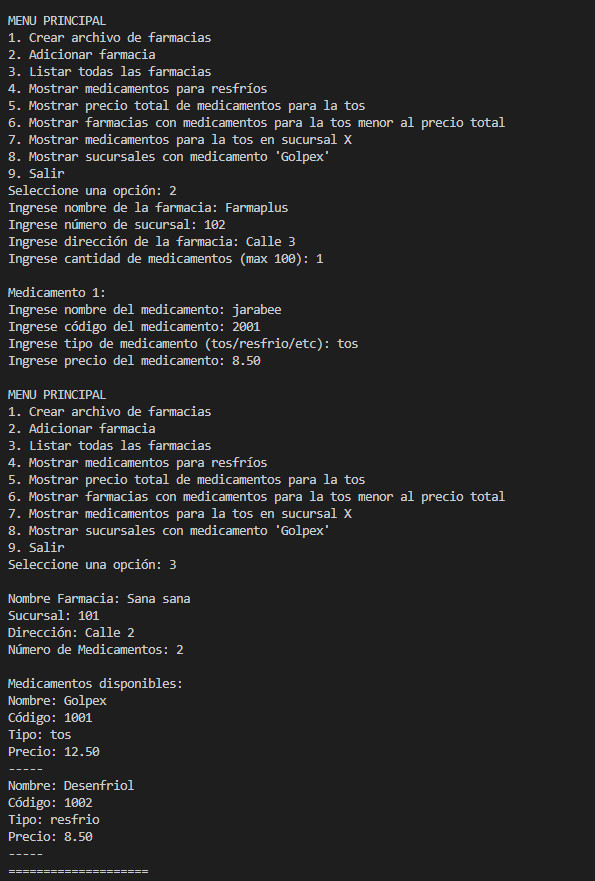 MENU PRINCIPAL
1. Crear archivo de farmacias
2. Adicionar farmacia
3. Listar todas las farmacias
4. Mostrar medicamentos para resfríos
5. Mostrar precio total de medicamentos para la tos
6. Mostrar farmacias con medicamentos para la tos menor al precio total
7. Mostrar medicamentos para la tos en sucursal X
8. Mostrar sucursales con medicamento 'Golpex'
9. Salir
Seleccione una opción: 2
Ingrese nombre de la farmacia: Farmaplus
Ingrese número de sucursal: 102
Ingrese dirección de la farmacia: Calle 3
Ingrese cantidad de medicamentos (max 100): 1

Medicamento 1:
Ingrese nombre del medicamento: jarabee
Ingrese código del medicamento: 2001
Ingrese tipo de medicamento (tos/resfrio/etc): tos
Ingrese precio del medicamento: 8.50

MENU PRINCIPAL
1. Crear archivo de farmacias
2. Adicionar farmacia
3. Listar todas las farmacias
4. Mostrar medicamentos para resfríos
5. Mostrar precio total de medicamentos para la tos
6. Mostrar farmacias con medicamentos para la tos menor al precio total
7. Mostrar medicamentos para la tos en sucursal X
8. Mostrar sucursales con medicamento 'Golpex'
9. Salir
Seleccione una opción: 3

Nombre Farmacia: Sana sana
Sucursal: 101
Dirección: Calle 2
Número de Medicamentos: 2

Medicamentos disponibles:
Nombre: Golpex
Código: 1001
Tipo: tos
Precio: 12.50
-----
Nombre: Desenfriol
Código: 1002
Tipo: resfrio
Precio: 8.50
-----
====================